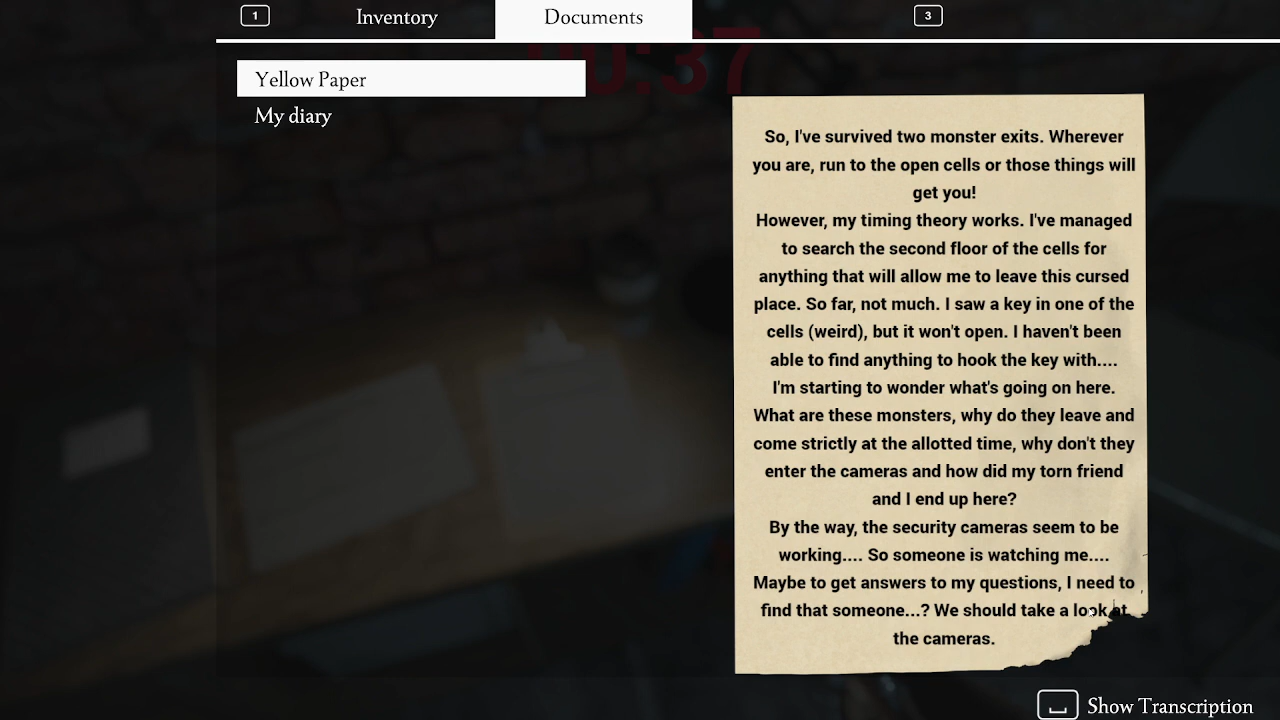 1 Inventory Documents 3
Yellow Paper
My diary
So, I've survived two monster exits. Wherever
you are, run to the open cells or those things will
get you!
However, my timing theory works. I've managed
to search the second floor of the cells for
anything that will allow me to leave this cursed
place. So far, not much. I saw a key in one of the
cells (weird), but it won't open. I haven't been
able to find anything to hook the key with....
I'm starting to wonder what's going on here.
What are these monsters, why do they leave and
come strictly at the allotted time, why don't they
enter the cameras and how did my torn friend
and I end up here?
By the way, the security cameras seem to be
working.... So someone is watching me....
Maybe to get answers to my questions, I need to
find that someone...? We should take a look at
the cameras.
Show Transcription